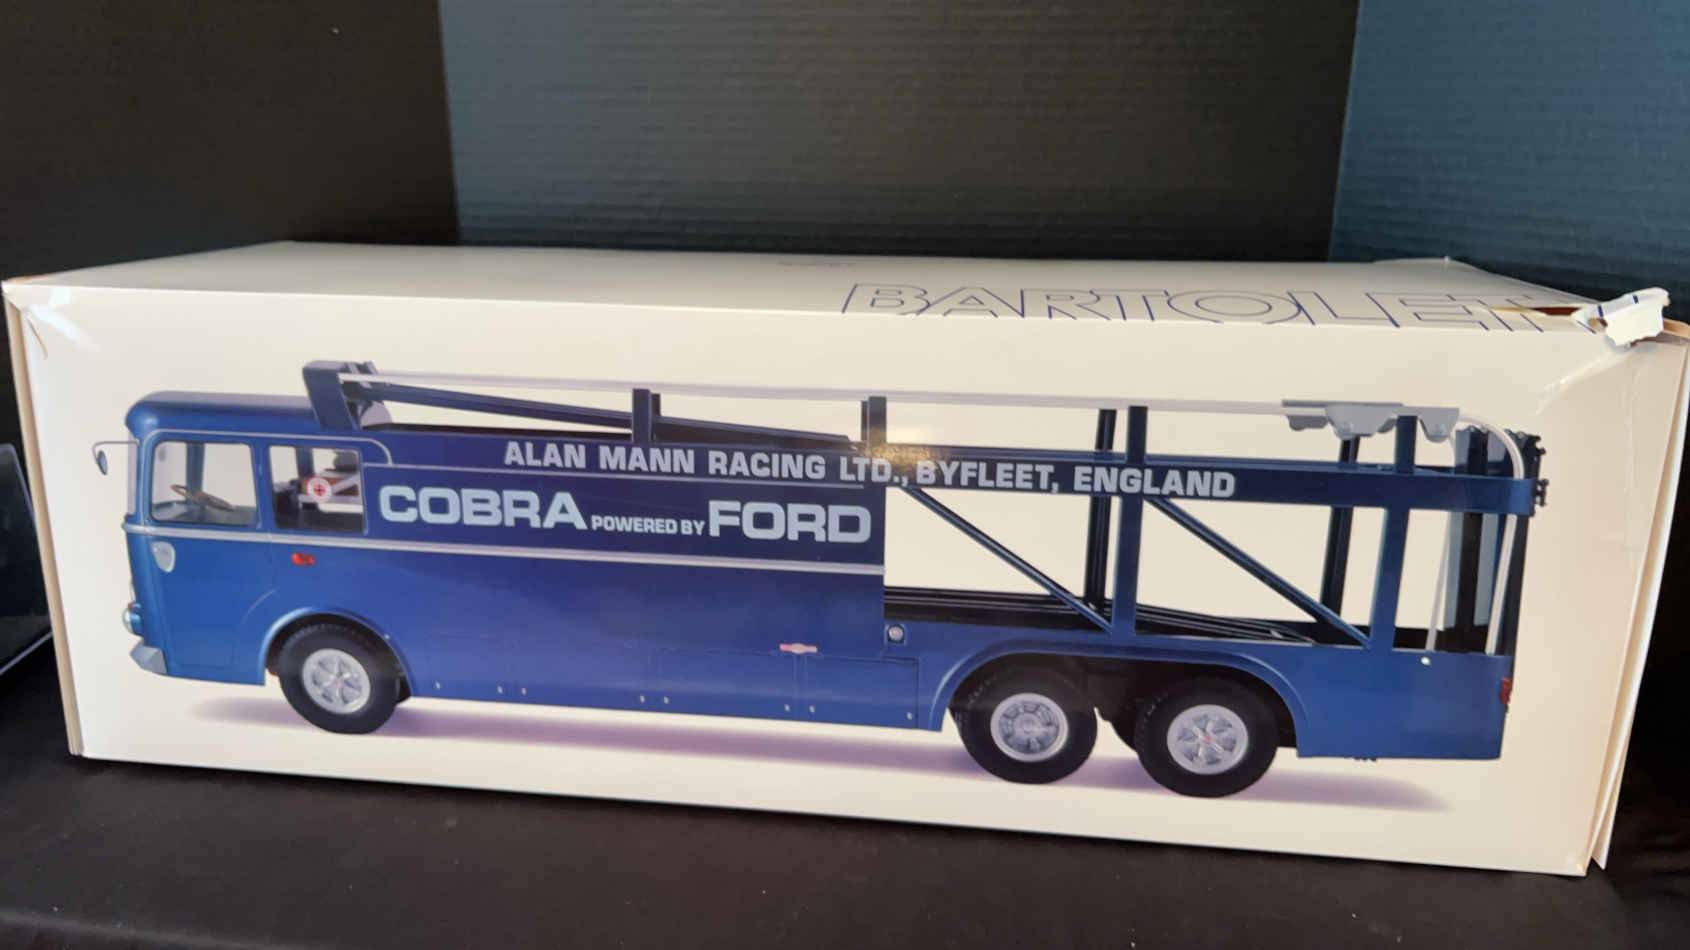 BARTOLET
ALAN MANN RACING LTD., BYFLEET, ENGLAND
COBRA POWERED BY FORD